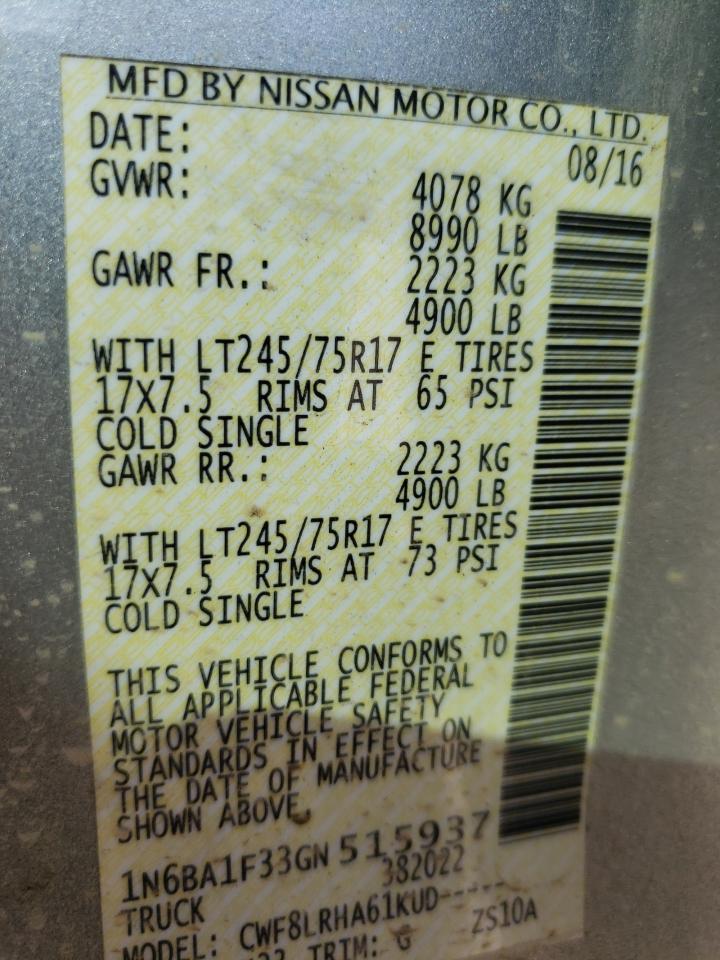 MFD BY NISSAN MOTOR CO., LTD.
DATE: 08/16
GVWR: 4078 KG
8990 LB
GAWR FR.: 2223 KG
4900 LB
WITH LT245/75R17 E TIRES
17X7.5 RIMS AT 65 PSI
COLD SINGLE
GAWR RR.: 2223 KG
4900 LB
WITH LT245/75R17 E TIRES
17X7.5 RIMS AT 73 PSI
COLD SINGLE
THIS VEHICLE CONFORMS TO
ALL APPLICABLE FEDERAL
MOTOR VEHICLE SAFETY
STANDARDS IN EFFECT ON
THE DATE OF MANUFACTURE
SHOWN ABOVE.
1N6BA1F33GN 515937
TRUCK 382022
MODEL: CWF8LRHA61KUD-----
TRIM: G ZS10A